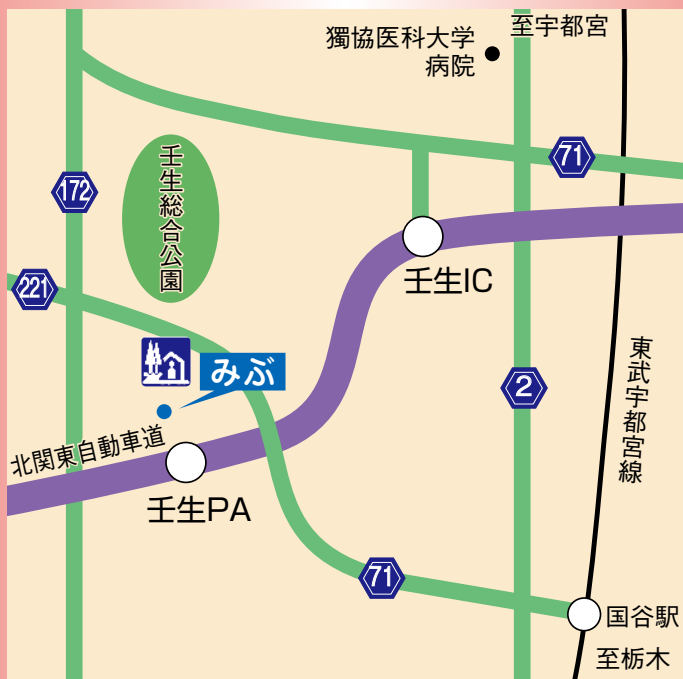 至宇都宮
獨協医科大学
病院
71
壬生総合公園
172
壬生IC
221
東武宇都宮線
みぶ
2
北関東自動車道
壬生PA
71
国谷駅
至栃木